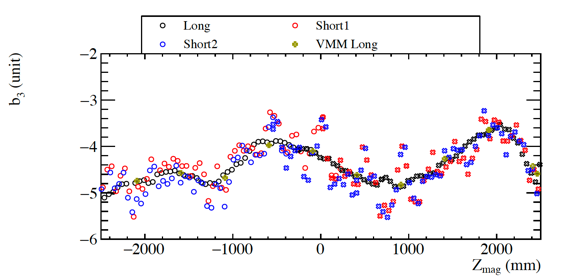 Long Short1
Short2 VMM Long
b3 (unit)
−2
−3
−4
−5
−6
−2000 −1000 0 1000 2000
Zmag (mm)